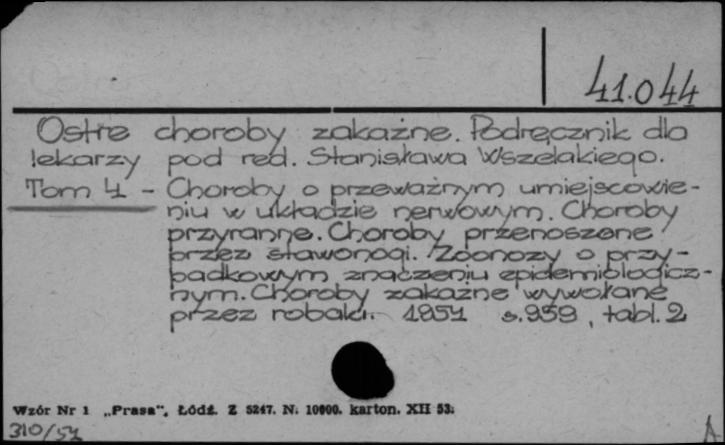 41.044
Ostre choroby zakaźne. Podręcznik dla
lekarzy pod red. Stanisława Wszelakiego.
Tom 4 - Choroby o przeważnym umiejscowie-
niu w układzie nerwowym. Choroby
przyranne. Choroby przenoszone
przez stawonogi. Zoonozy o przy-
padkowym znaczeniu epidemiologicz-
nym. Choroby zakaźne wywołane
przez robaki. 1954 s. 959, tabl. 2
Wzór Nr 1 „Prasa”, Łódź. Z 5247. N. 10000. karton. XII 53.
310/54
A